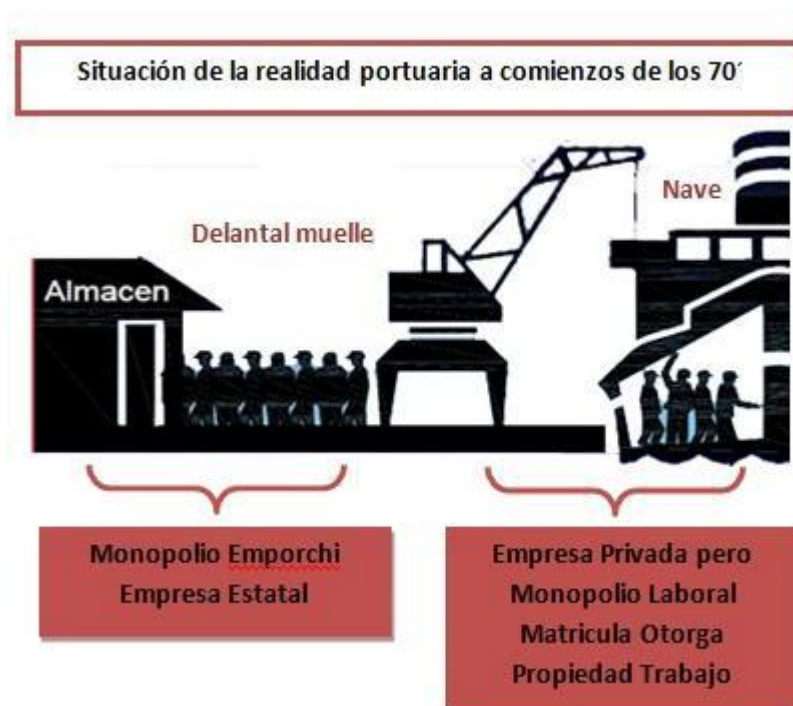 Situación de la realidad portuaria a comienzos de los 70´
Nave
Delantal muelle
Almacen
Monopolio Emporchi
Empresa Estatal
Empresa Privada pero
Monopolio Laboral
Matricula Otorga
Propiedad Trabajo